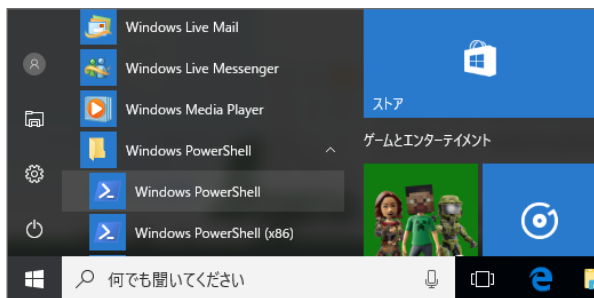 Windows Live Mail
Windows Live Messenger
Windows Media Player
Windows PowerShell
Windows PowerShell
Windows PowerShell (x86)
ストア
ゲームとエンターテイメント
何でも聞いてください